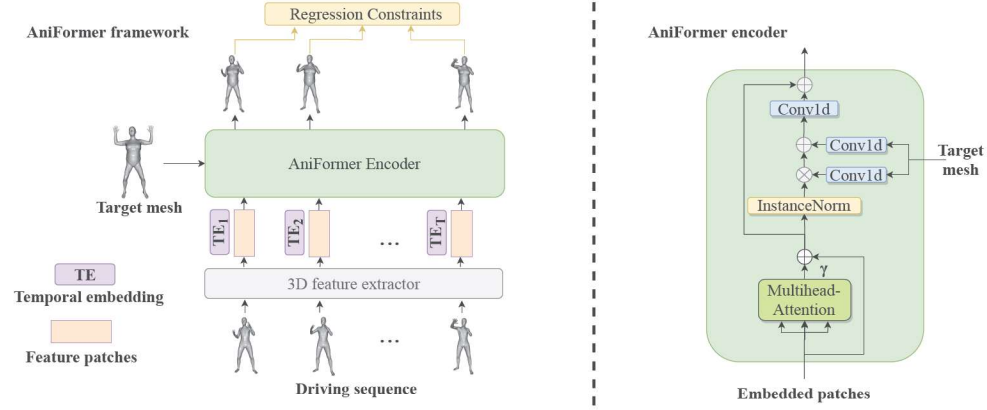 AniFormer framework
Regression Constraints
AniFormer Encoder
Target mesh
TE1
TE2
...
TET
TE
Temporal embedding
3D feature extractor
Feature patches
...
Driving sequence
AniFormer encoder
Conv1d
Conv1d
Conv1d
Target
mesh
InstanceNorm
γ
Multihead-
Attention
Embedded patches